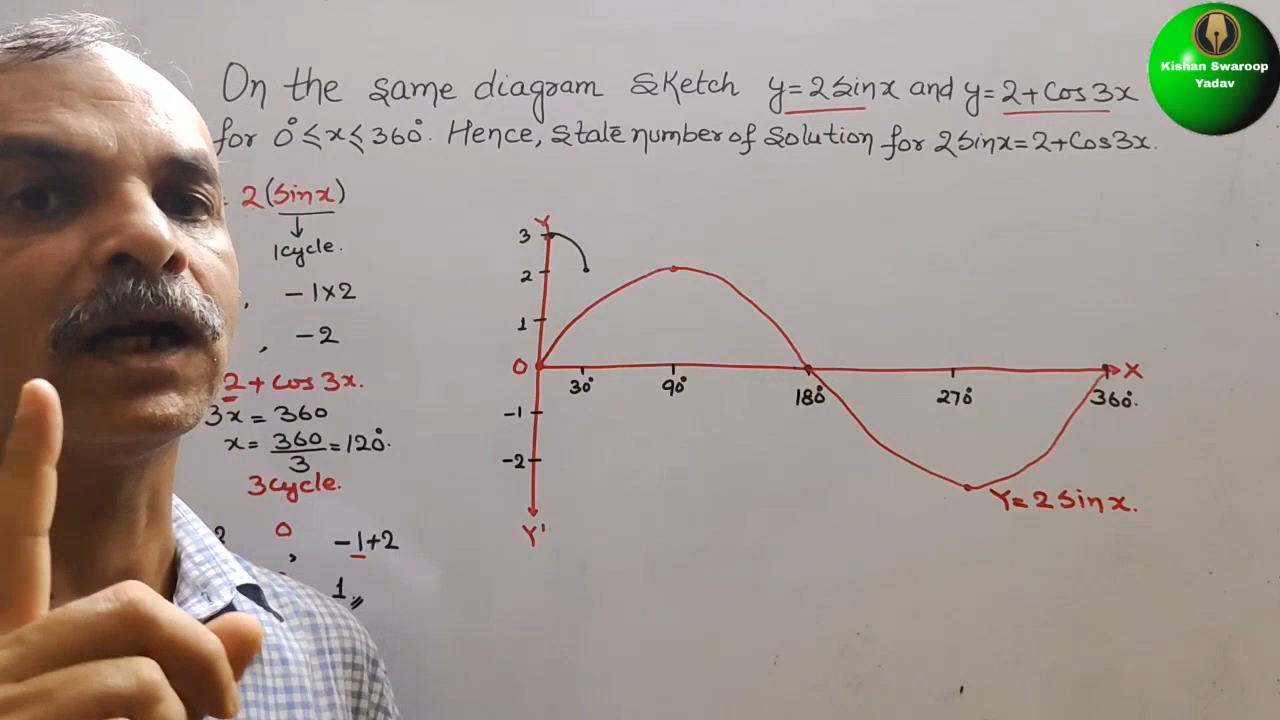 Kishan Swaroop
Yadav
On the same diagram sketch y=2sinx and y=2+cos3x
for 0°≤x≤360°. Hence, state number of solution for 2sinx=2+cos3x.
2(sinx)
↓
1cycle.
, -1×2
, -2
2+cos3x.
3x=360
x=360/3=120°.
3cycle.
2 0 , -1+2
1
Y
3
2
1
0
-1
-2
Y'
30° 90° 180° 270° 360°. X
Y=2sinx.